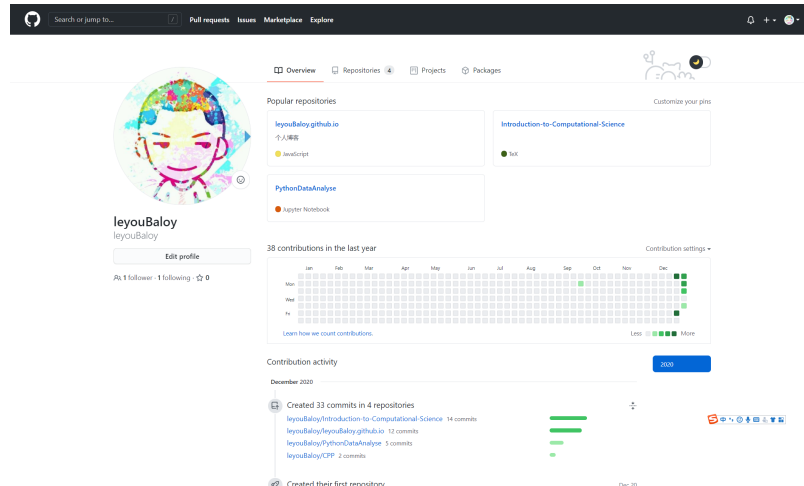 Search or jump to... /
Pull requests Issues Marketplace Explore
Overview Repositories 4 Projects Packages
Popular repositories
Customize your pins
leyouBaloy.github.io
个人博客
JavaScript
Introduction-to-Computational-Science
TeX
PythonDataAnalyse
Jupyter Notebook
leyouBaloy
leyouBaloy
Edit profile
1 follower · 1 following · 0
38 contributions in the last year
Contribution settings
Jan Feb Mar Apr May Jun Jul Aug Sep Oct Nov Dec
Mon
Wed
Fri
Learn how we count contributions.
Less More
Contribution activity
2020
December 2020
Created 33 commits in 4 repositories
leyouBaloy/Introduction-to-Computational-Science 14 commits
leyouBaloy/leyouBaloy.github.io 12 commits
leyouBaloy/PythonDataAnalyse 5 commits
leyouBaloy/CPP 2 commits
S 中
Created their first repository
Dec 20